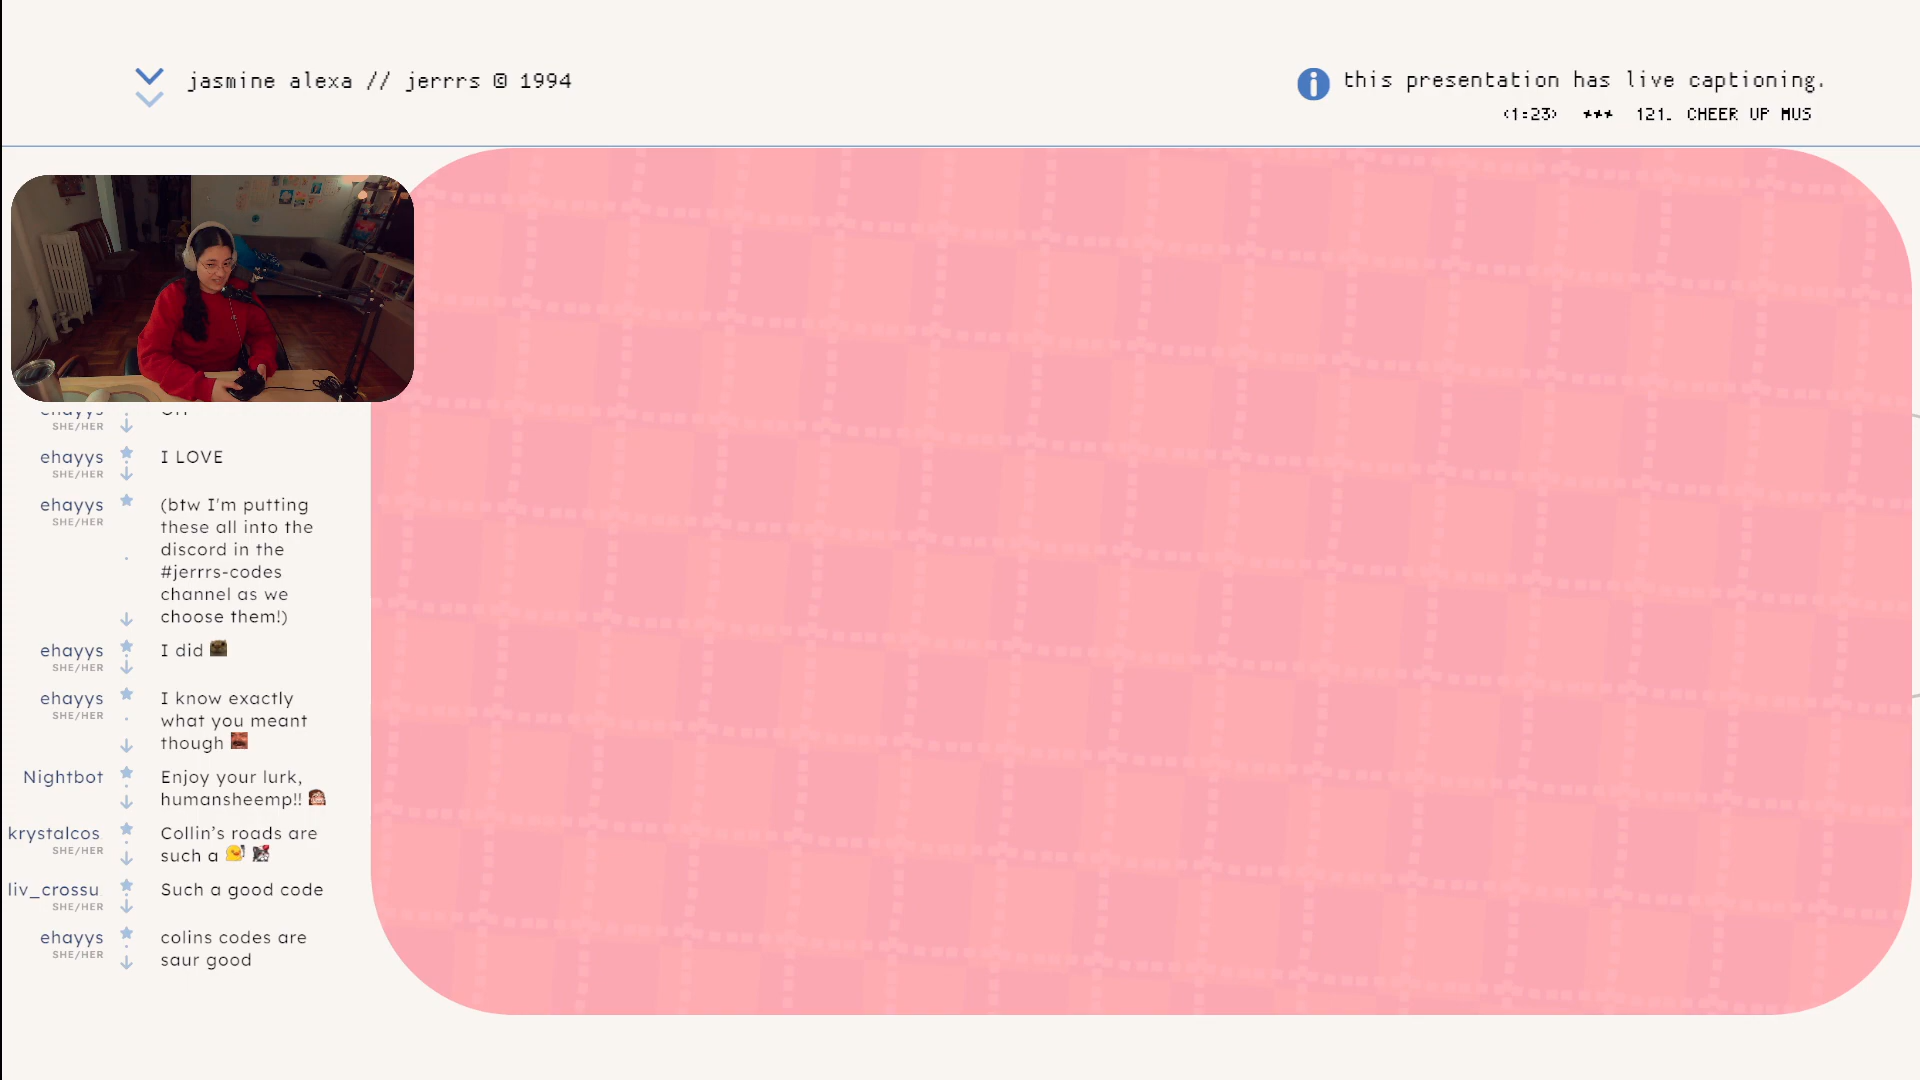 jasmine alexa // jerrrs © 1994
this presentation has live captioning.
<1:23> *** 121. CHEER UP MUS
SHE/HER
ehayys I LOVE
SHE/HER
ehayys (btw I'm putting
SHE/HER these all into the
discord in the
#jerrrs-codes
channel as we
choose them!)
ehayys I did
SHE/HER
ehayys I know exactly
SHE/HER what you meant
though
Nightbot Enjoy your lurk,
humansheemp!!
krystalcos Collin's roads are
SHE/HER such a
liv_crossu Such a good code
SHE/HER
ehayys colins codes are
SHE/HER saur good